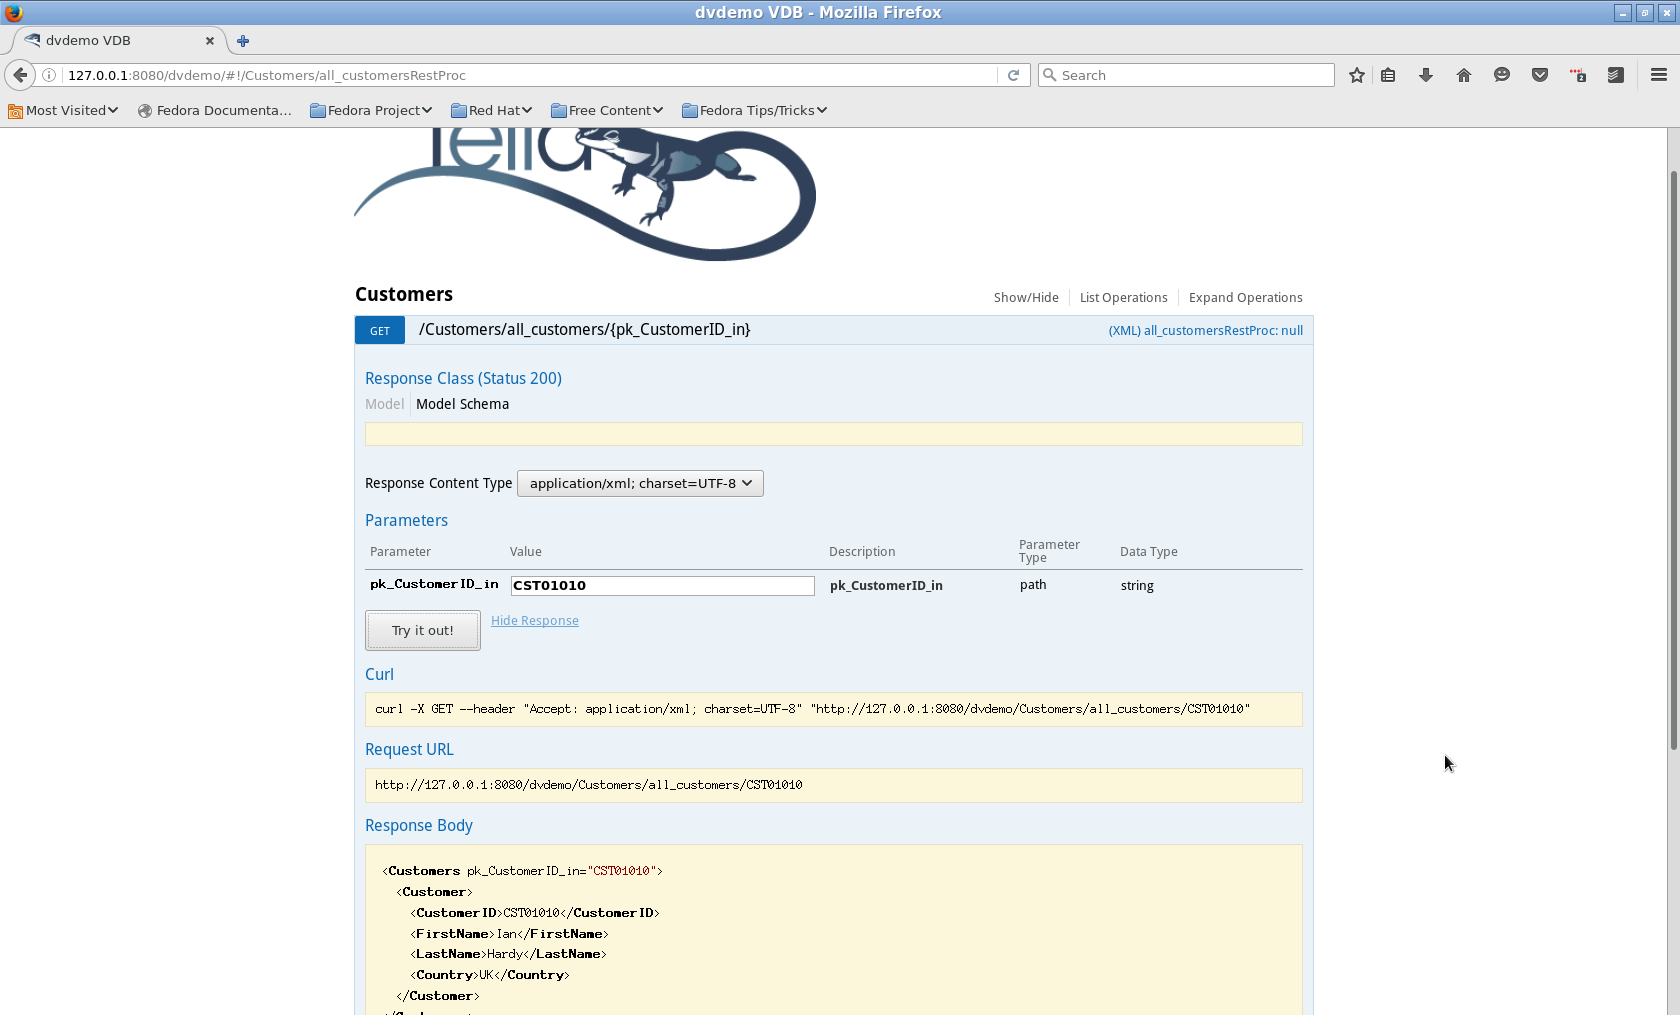 dvdemo VDB - Mozilla Firefox
dvdemo VDB
127.0.0.1:8080/dvdemo/#!/Customers/all_customersRestProc
Search
Most Visited Fedora Documenta... Fedora Project Red Hat Free Content Fedora Tips/Tricks
Customers
Show/Hide List Operations Expand Operations
GET /Customers/all_customers/{pk_CustomerID_in} (XML) all_customersRestProc: null
Response Class (Status 200)
Model Model Schema
Response Content Type application/xml; charset=UTF-8
Parameters
Parameter Value Description Parameter Type Data Type
pk_CustomerID_in CST01010 pk_CustomerID_in path string
Try it out! Hide Response
Curl
curl -X GET --header "Accept: application/xml; charset=UTF-8" "http://127.0.0.1:8080/dvdemo/Customers/all_customers/CST01010"
Request URL
http://127.0.0.1:8080/dvdemo/Customers/all_customers/CST01010
Response Body
<Customers pk_CustomerID_in="CST01010">
<Customer>
<CustomerID>CST01010</CustomerID>
<FirstName>Ian</FirstName>
<LastName>Hardy</LastName>
<Country>UK</Country>
</Customer>